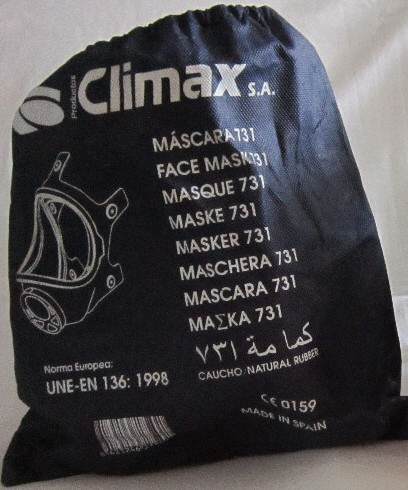 Productos Climax S.A.
MÁSCARA 731
FACE MASK 731
MASQUE 731
MASKE 731
MASKER 731
MASCHERA 731
MASCARA 731
ΜΑΣΚΑ 731
كمامة ٧٣١
CAUCHO/NATURAL RUBBER
Norma Europea:
UNE-EN 136: 1998
CE 0159
MADE IN SPAIN